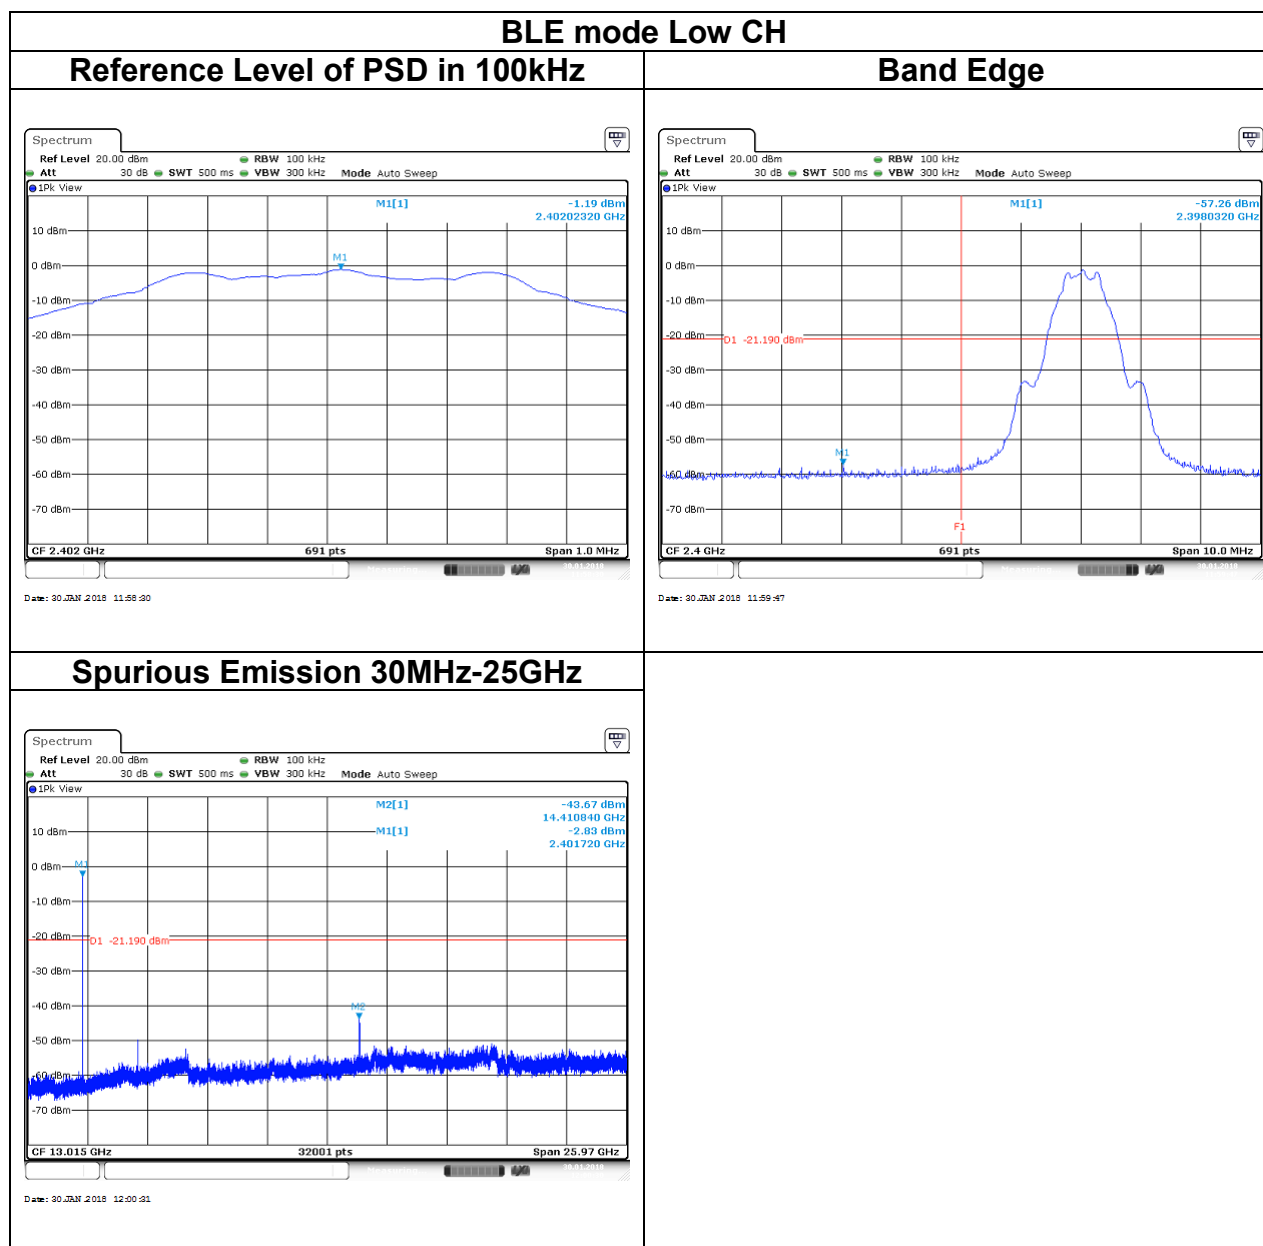 BLE mode Low CH
Reference Level of PSD in 100kHz
Band Edge
Spectrum
Ref Level 20.00 dBm RBW 100 kHz
Att 30 dB SWT 500 ms VBW 300 kHz Mode Auto Sweep
1Pk View
M1[1] -1.19 dBm
2.40202320 GHz
10 dBm
0 dBm
M1
-10 dBm
-20 dBm
-30 dBm
-40 dBm
-50 dBm
-60 dBm
-70 dBm
CF 2.402 GHz 691 pts Span 1.0 MHz
Measuring... 30.01.2018
Date: 30.JAN.2018 11:58:30
Spectrum
Ref Level 20.00 dBm RBW 100 kHz
Att 30 dB SWT 500 ms VBW 300 kHz Mode Auto Sweep
1Pk View
M1[1] -57.26 dBm
2.3980320 GHz
10 dBm
0 dBm
-10 dBm
-20 dBm
D1 -21.190 dBm
-30 dBm
-40 dBm
-50 dBm
M1
-60 dBm
-70 dBm
F1
CF 2.4 GHz 691 pts Span 10.0 MHz
Measuring... 30.01.2018
Date: 30.JAN.2018 11:59:47
Spurious Emission 30MHz-25GHz
Spectrum
Ref Level 20.00 dBm RBW 100 kHz
Att 30 dB SWT 500 ms VBW 300 kHz Mode Auto Sweep
1Pk View
M2[1] -43.67 dBm
14.410840 GHz
10 dBm M1[1] -2.83 dBm
2.401720 GHz
0 dBm M1
-10 dBm
-20 dBm
D1 -21.190 dBm
-30 dBm
-40 dBm
M2
-50 dBm
-60 dBm
-70 dBm
CF 13.015 GHz 32001 pts Span 25.97 GHz
Measuring... 30.01.2018
Date: 30.JAN.2018 12:00:31